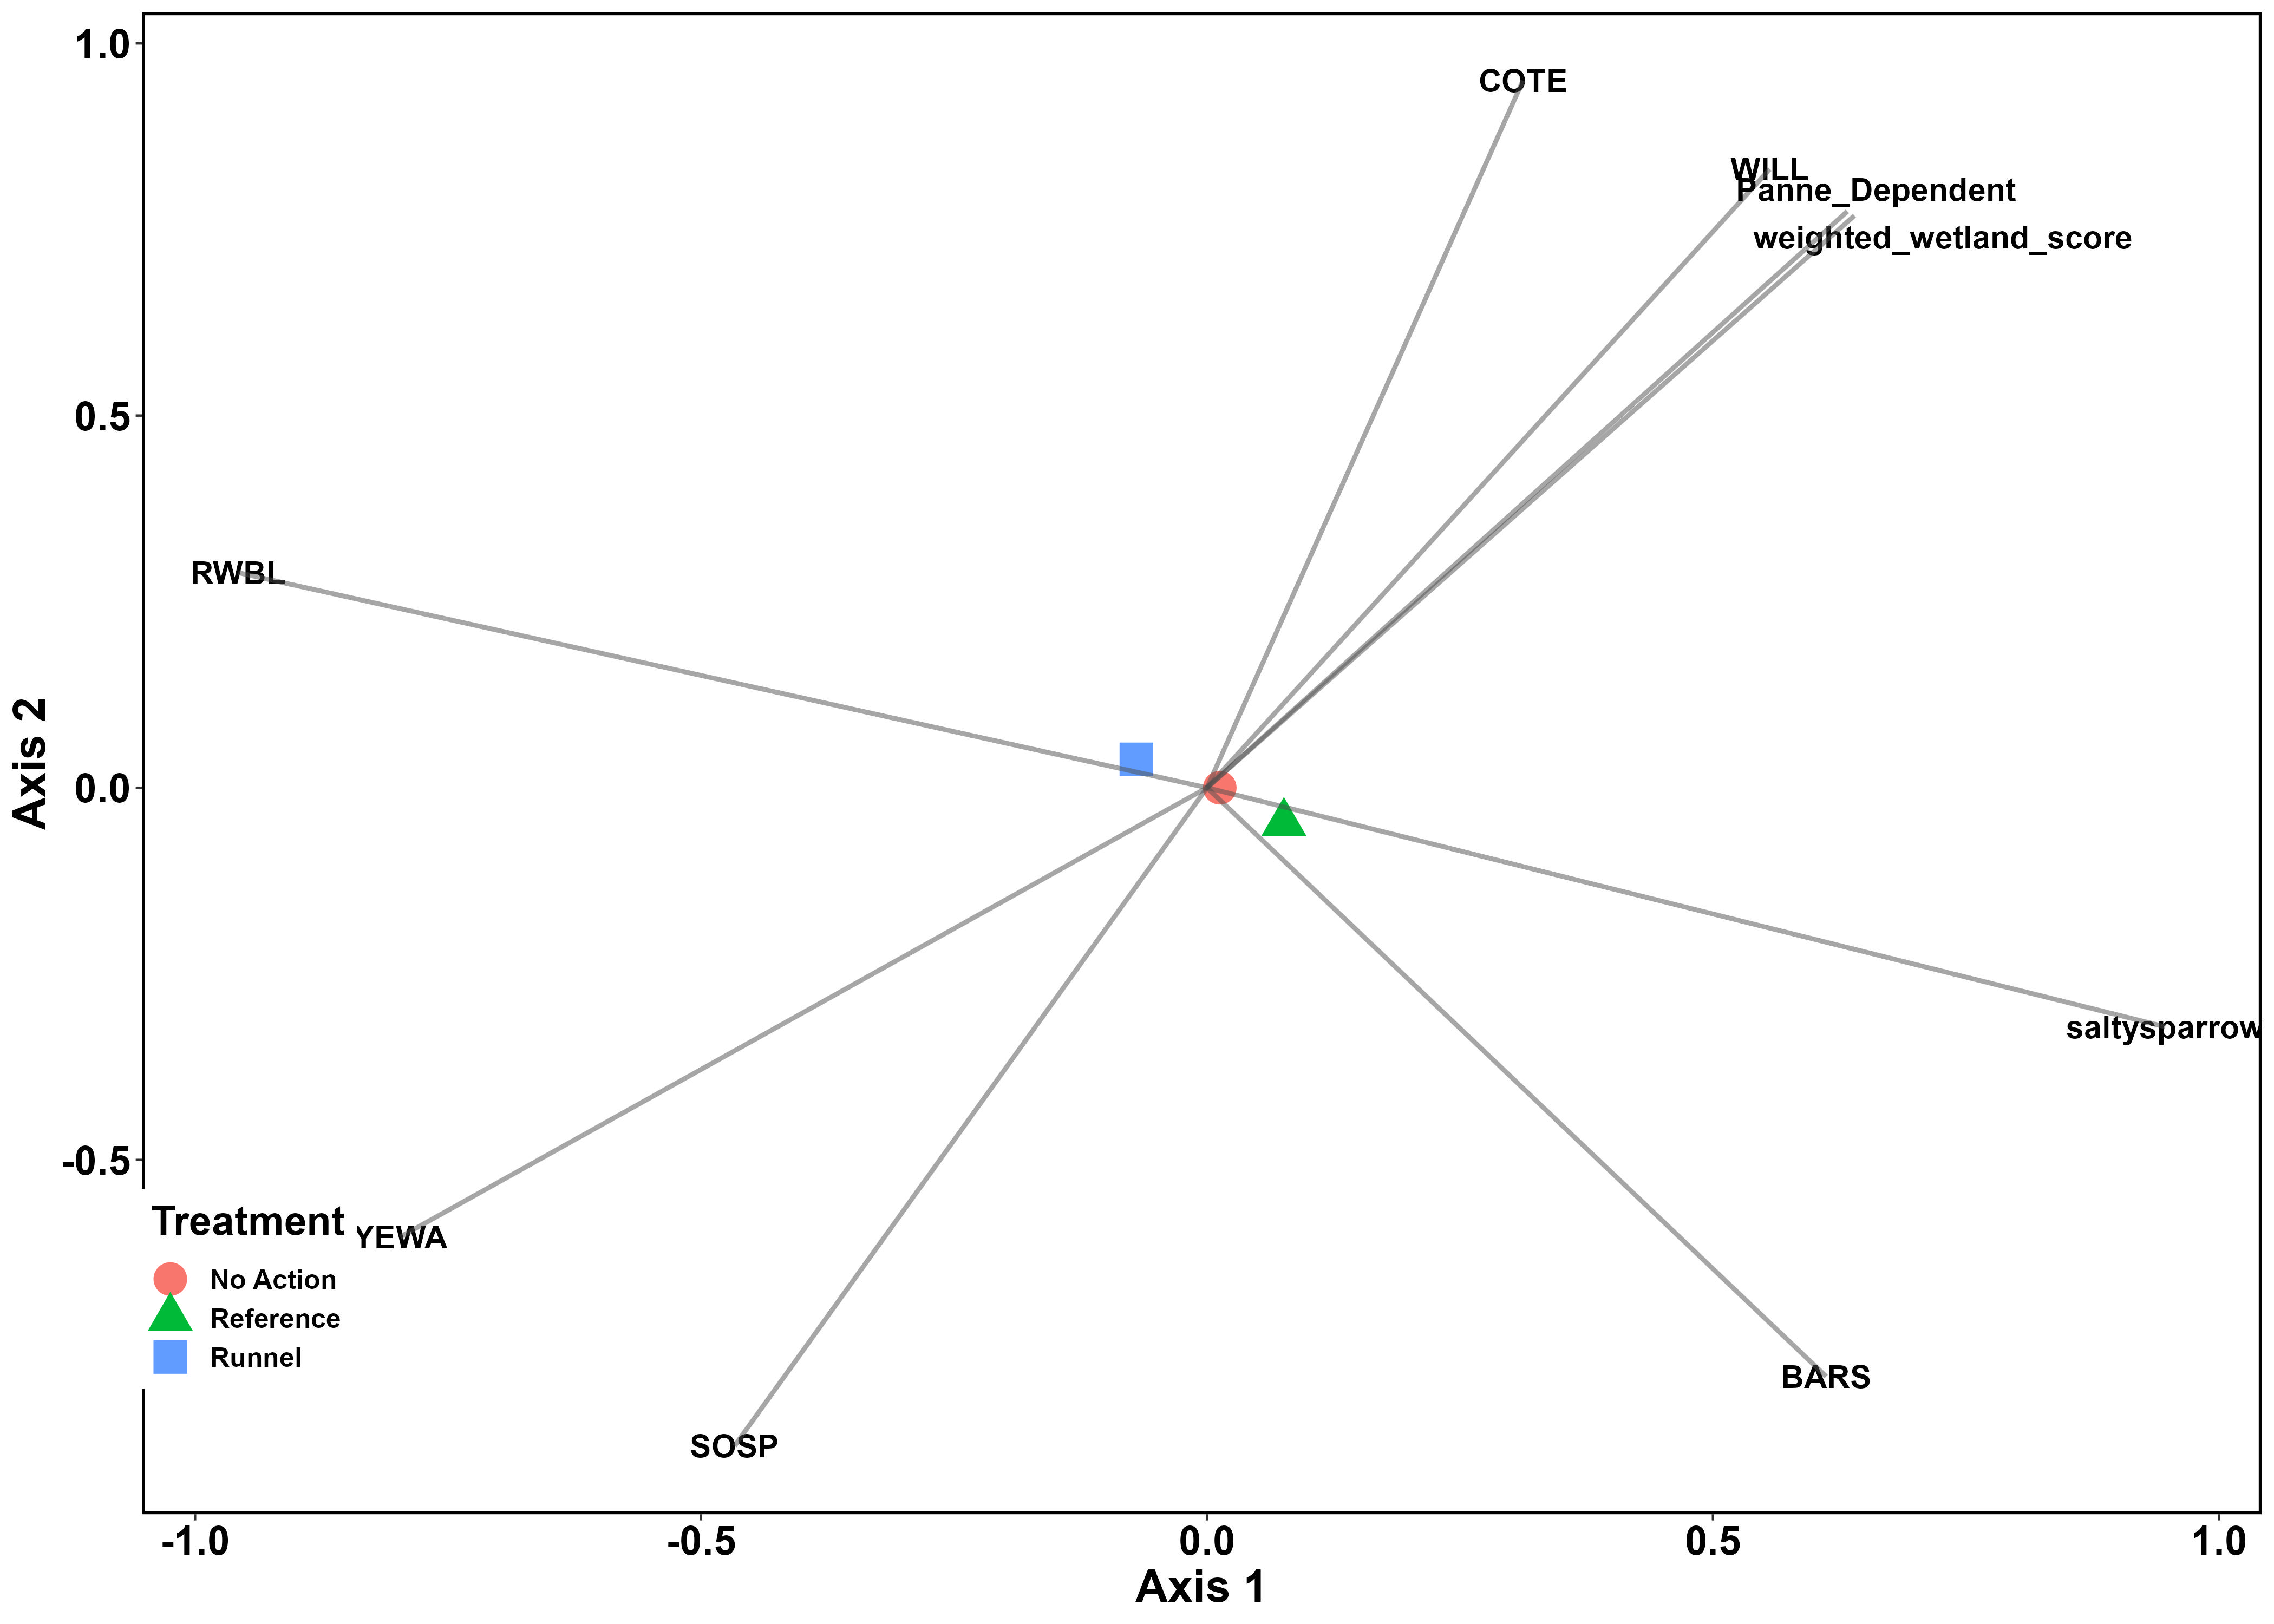 1.0
COTE
WILL
Panne_Dependent
weighted_wetland_score
0.5
RWBL
Axis 2
0.0
saltysparrow
-0.5
Treatment
YEWA
No Action
Reference
Runnel
BARS
SOSP
-1.0 -0.5 0.0 0.5 1.0
Axis 1